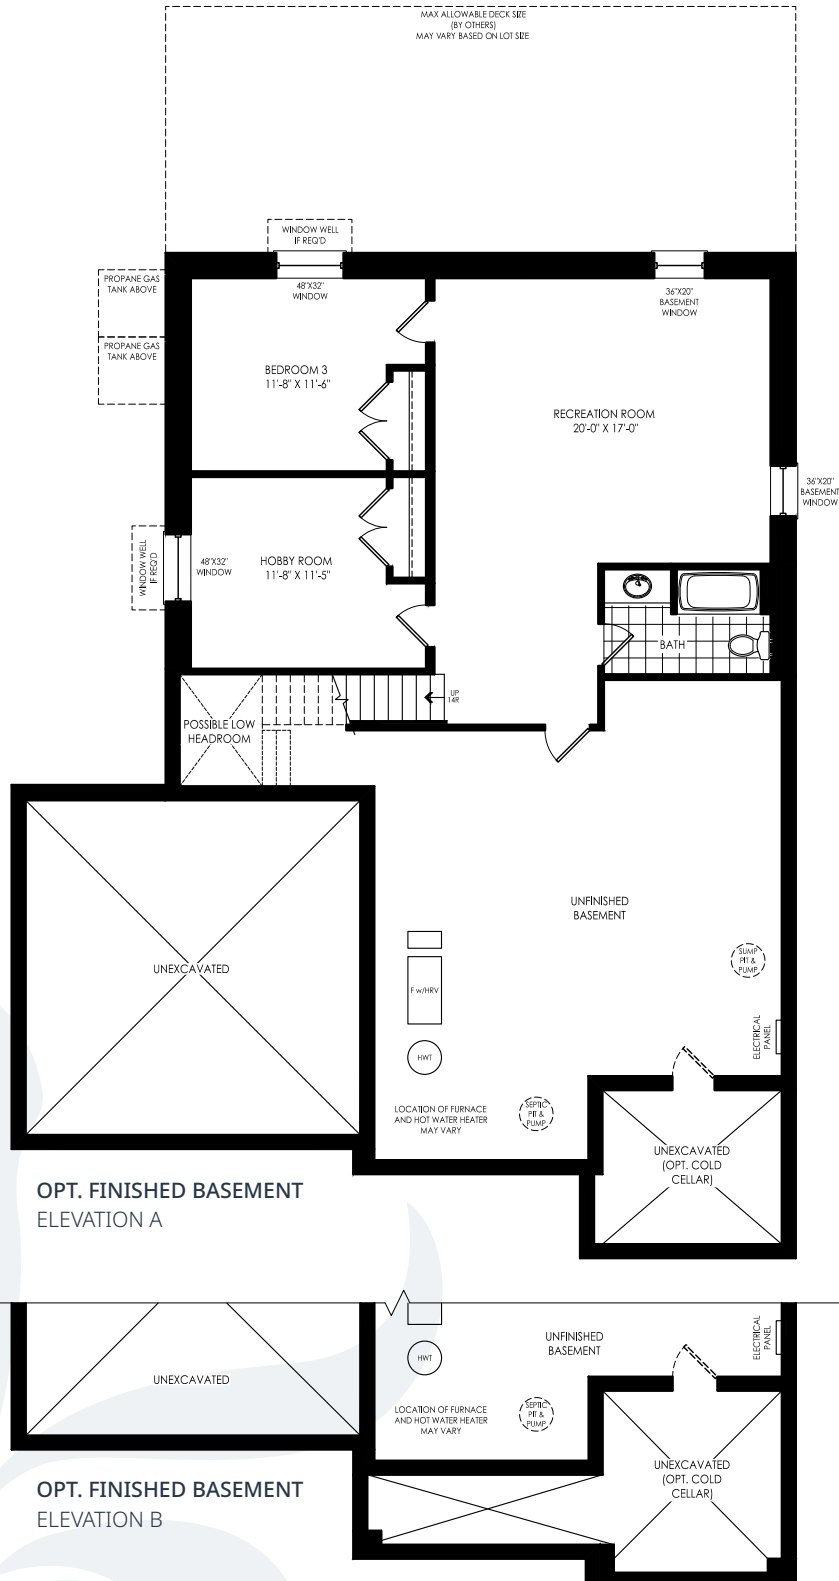 MAX ALLOWABLE DECK SIZE
(BY OTHERS)
MAY VARY BASED ON LOT SIZE
WINDOW WELL
IF REQ'D
PROPANE GAS
TANK ABOVE
48"X32"
WINDOW
36"X20"
BASEMENT
WINDOW
PROPANE GAS
TANK ABOVE
BEDROOM 3
11'-8" X 11'-6"
RECREATION ROOM
20'-0" X 17'-0"
36"X20"
BASEMENT
WINDOW
WINDOW WELL
IF REQ'D
48"X32"
WINDOW
HOBBY ROOM
11'-8" X 11'-5"
BATH
UP
14R
POSSIBLE LOW
HEADROOM
UNFINISHED
BASEMENT
UNEXCAVATED
SUMP
PIT &
PUMP
F w/HRV
ELECTRICAL
PANEL
HWT
LOCATION OF FURNACE
AND HOT WATER HEATER
MAY VARY
SEPTIC
PIT &
PUMP
UNEXCAVATED
(OPT. COLD
CELLAR)
OPT. FINISHED BASEMENT
ELEVATION A
UNFINISHED
BASEMENT
ELECTRICAL
PANEL
HWT
UNEXCAVATED
LOCATION OF FURNACE
AND HOT WATER HEATER
MAY VARY
SEPTIC
PIT &
PUMP
UNEXCAVATED
(OPT. COLD
CELLAR)
OPT. FINISHED BASEMENT
ELEVATION B